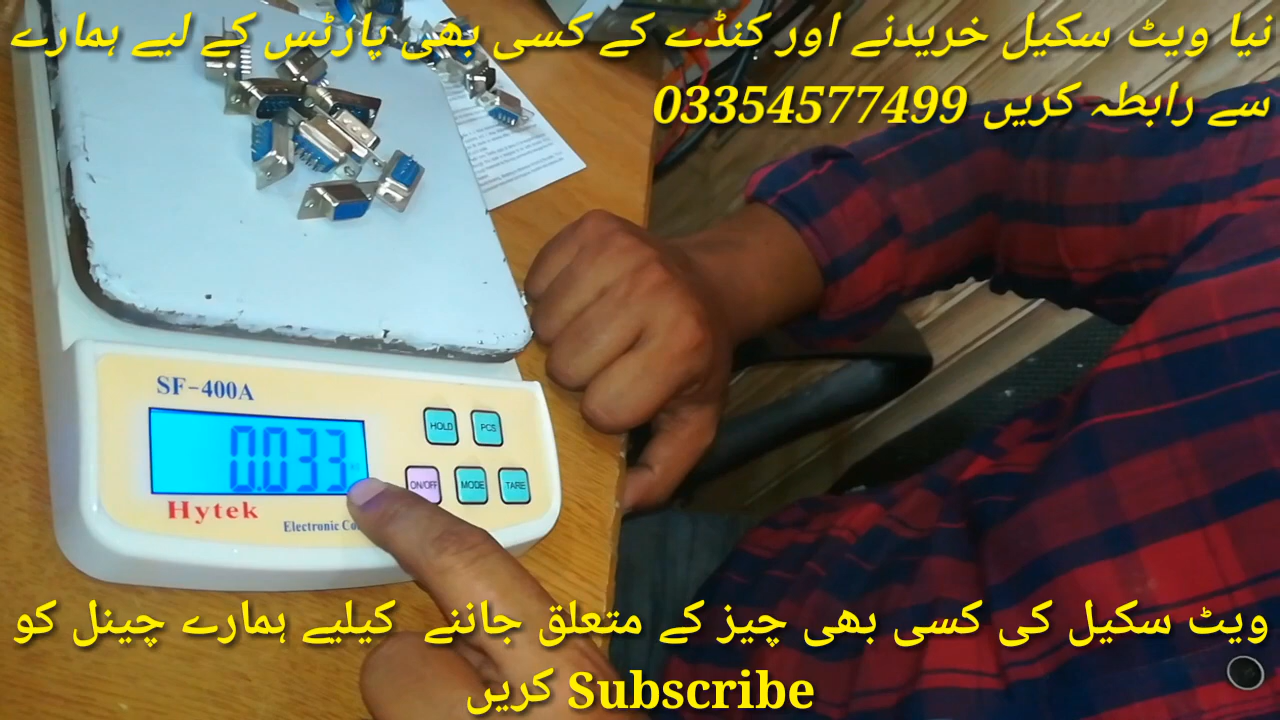 نیا ویٹ سکیل خریدنے اور کنڈے کے کسی بھی پارٹس کے لیے ہمارے
سے رابطہ کریں 03354577499
SF-400A
HOLD PCS
0.033
ON/OFF MODE TARE
Hytek
Electronic
ویٹ سکیل کی کسی بھی چیز کے متعلق جاننے کیلیے ہمارے چینل کو
Subscribe کریں